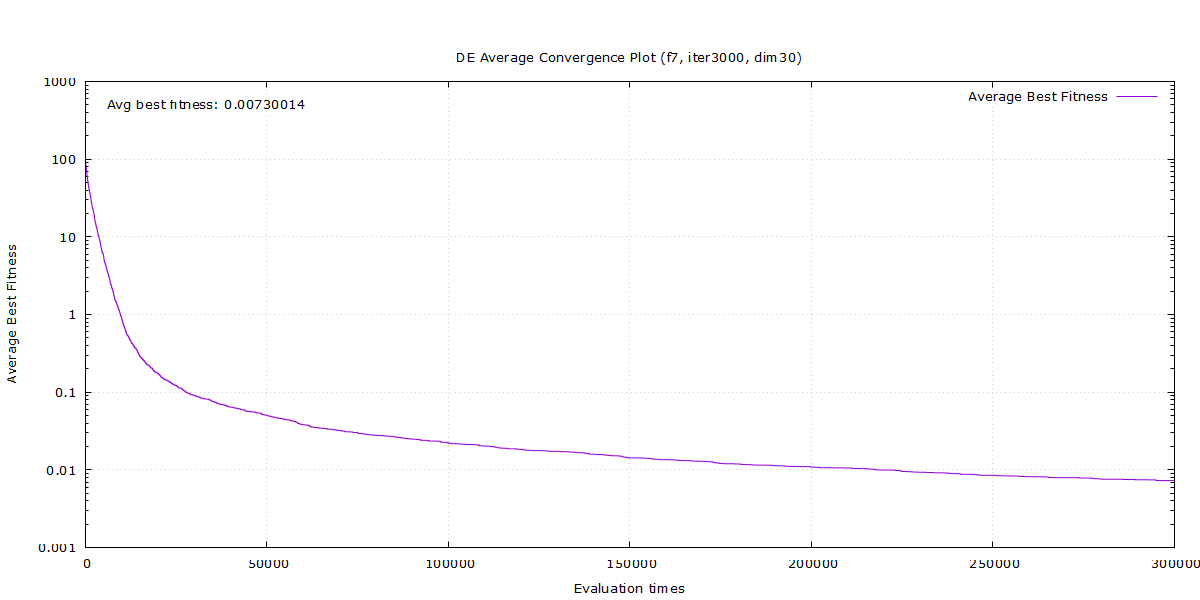 DE Average Convergence Plot (f7, iter3000, dim30)
1000
Avg best fitness: 0.00730014
Average Best Fitness
100
10
1
0.1
0.01
0.001
Average Best Fitness
0 50000 100000 150000 200000 250000 300000
Evaluation times